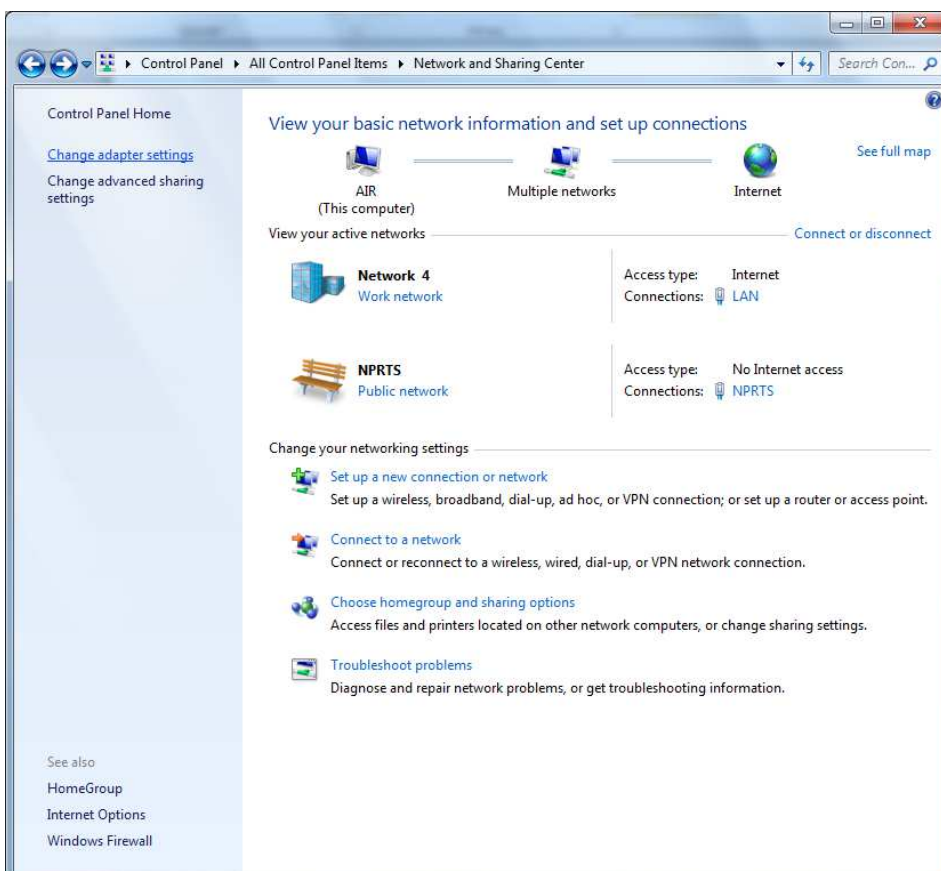 Control Panel ▸ All Control Panel Items ▸ Network and Sharing Center
Search Con...
Control Panel Home
Change adapter settings
Change advanced sharing
settings
View your basic network information and set up connections
See full map
AIR
(This computer)
Multiple networks
Internet
View your active networks
Connect or disconnect
Network 4
Work network
Access type: Internet
Connections: LAN
NPRTS
Public network
Access type: No Internet access
Connections: NPRTS
Change your networking settings
Set up a new connection or network
Set up a wireless, broadband, dial-up, ad hoc, or VPN connection; or set up a router or access point.
Connect to a network
Connect or reconnect to a wireless, wired, dial-up, or VPN network connection.
Choose homegroup and sharing options
Access files and printers located on other network computers, or change sharing settings.
Troubleshoot problems
Diagnose and repair network problems, or get troubleshooting information.
See also
HomeGroup
Internet Options
Windows Firewall